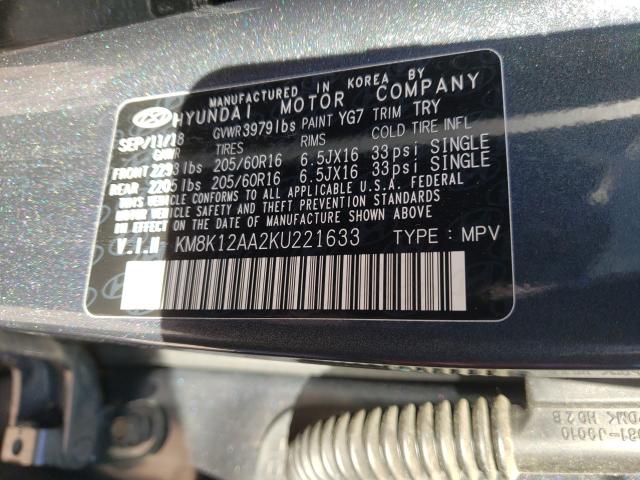 MANUFACTURED IN KOREA BY
HYUNDAI MOTOR COMPANY
SEP/11/18 GVWR 3979lbs PAINT YG7 TRIM TRY
GAWR TIRES RIMS COLD TIRE INFL
FRONT 2293lbs 205/60R16 6.5JX16 33psi SINGLE
REAR 2205lbs 205/60R16 6.5JX16 33psi SINGLE
THIS VEHICLE CONFORMS TO ALL APPLICABLE U.S.A. FEDERAL
MOTOR VEHICLE SAFETY AND THEFT PREVENTION STANDARDS
IN EFFECT ON THE DATE OF MANUFACTURE SHOWN ABOVE.
V.I.N KM8K12AA2KU221633 TYPE : MPV